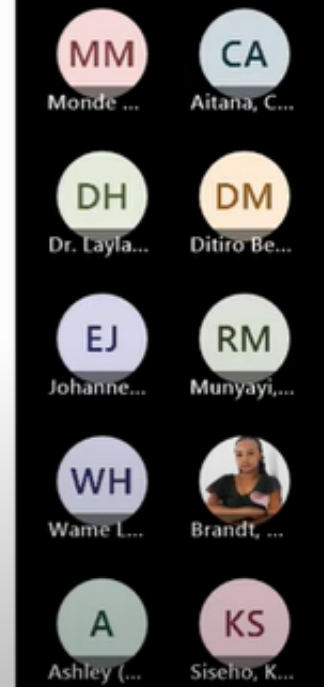 MM CA
Monde ... Aitana, C...
DH DM
Dr. Layla... Ditiro Be...
EJ RM
Johanne... Munyayi,...
WH
Wame L... Brandt, ...
A KS
Ashley (... Siseho, K...